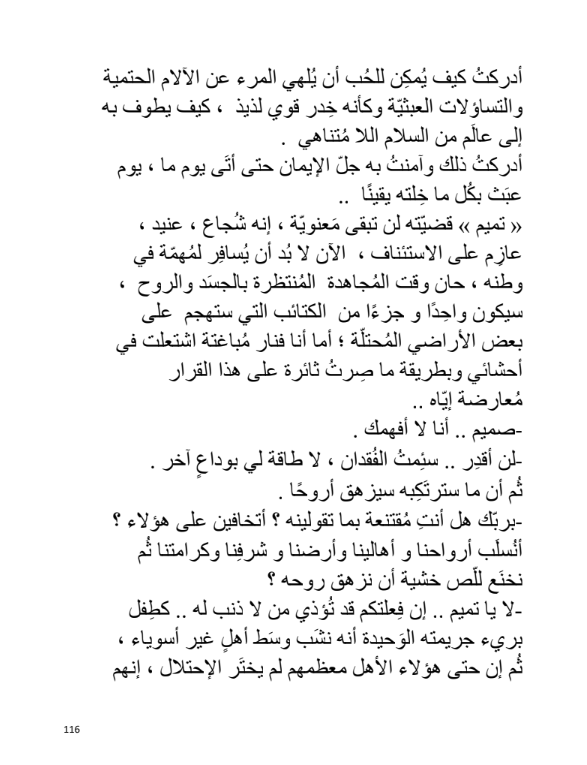 أدركتُ كيف يُمكِن للحُب أن يُلهي المرء عن الآلام الحتمية
والتساؤلات العبثيّة وكأنه خِدر قوي لذيذ ، كيف يطوف به
إلى عالَم من السلام اللا مُتناهي .
أدركتُ ذلك وآمنتُ به جلّ الإيمان حتى أتَى يوم ما ، يوم
عبَث بكُل ما خِلته يقينًا ..
« تميم » قضيّته لن تبقى مَعنويّة ، إنه شُجاع ، عنيد ،
عازِم على الاستئناف ، الآن لا بُد أن يُسافِر لمُهمّة في
وطنه ، حان وقت المُجاهدة المُنتظرة بالجسَد والروح ،
سيكون واحِدًا و جزءًا من الكتائب التي ستهجم على
بعض الأراضي المُحتلّة ؛ أما أنا فنار مُباغتة اشتعلت في
أحشائي وبطريقة ما صِرتُ ثائرة على هذا القرار
مُعارضة إيّاه ..
-صميم .. أنا لا أفهمك .
-لن أقدِر .. سئِمتُ الفُقدان ، لا طاقة لي بوداعٍ آخر .
ثُم أن ما سترتَكِبه سيزهق أروحًا .
-بربّك هل أنتِ مُقتنعة بما تقولينه ؟ أتخافين على هؤلاء ؟
أنُسلَب أرواحنا و أهالينا وأرضنا و شرفِنا وكرامتنا ثُم
نخنَع للّص خشية أن نزهق روحه ؟
-لا يا تميم .. إن فِعلتكم قد تُؤذي من لا ذنب له .. كطِفل
بريء جريمته الوَحيدة أنه نشَب وسَط أهلٍ غير أسوياء ،
ثُم إن حتى هؤلاء الأهل معظمهم لم يختَر الإحتلال ، إنهم
116